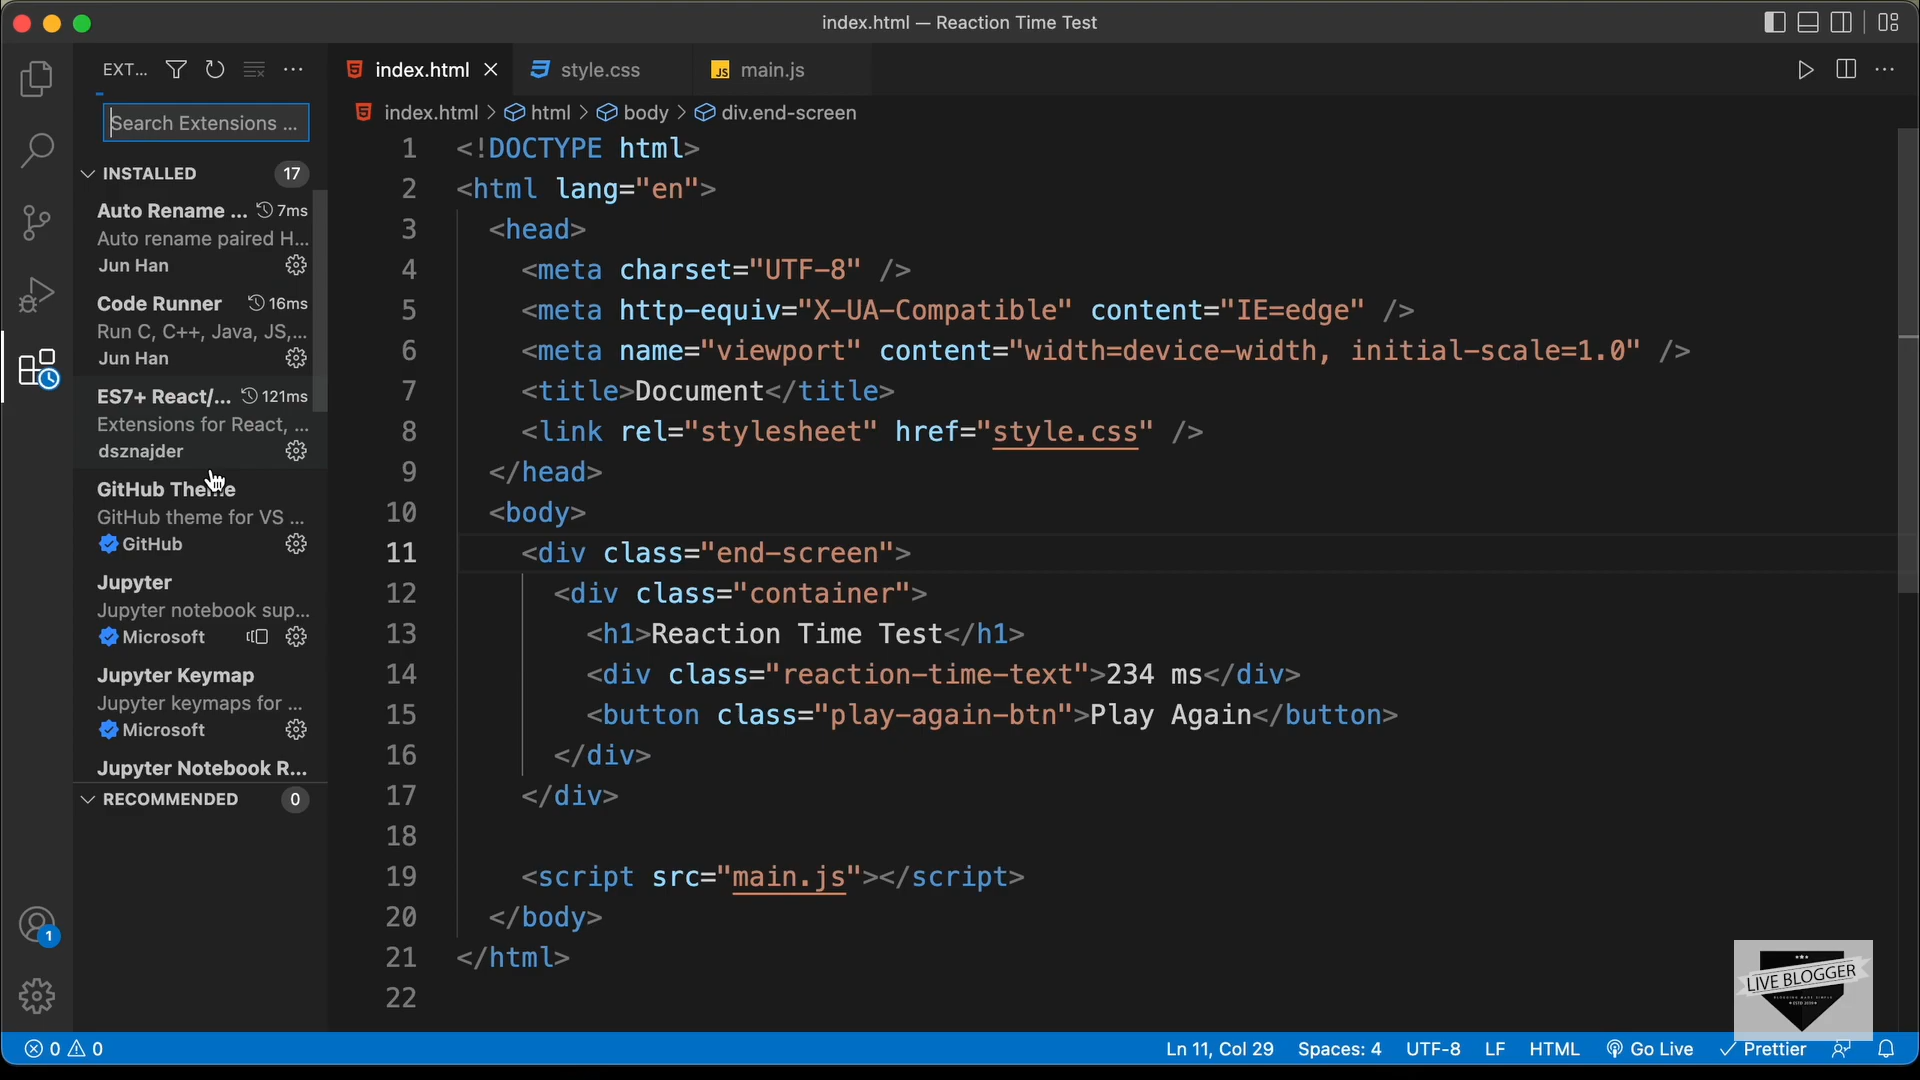 index.html — Reaction Time Test
EXT...
index.html
style.css
JS main.js
Search Extensions ...
index.html > html > body > div.end-screen
INSTALLED 17
Auto Rename ... 7ms
Auto rename paired H...
Jun Han
Code Runner 16ms
Run C, C++, Java, JS,...
Jun Han
ES7+ React/... 121ms
Extensions for React, ...
dsznajder
GitHub Theme
GitHub theme for VS ...
GitHub
Jupyter
Jupyter notebook sup...
Microsoft
Jupyter Keymap
Jupyter keymaps for ...
Microsoft
Jupyter Notebook R...
RECOMMENDED 0
1
1 <!DOCTYPE html>
2 <html lang="en">
3 <head>
4 <meta charset="UTF-8" />
5 <meta http-equiv="X-UA-Compatible" content="IE=edge" />
6 <meta name="viewport" content="width=device-width, initial-scale=1.0" />
7 <title>Document</title>
8 <link rel="stylesheet" href="style.css" />
9 </head>
10 <body>
11 <div class="end-screen">
12 <div class="container">
13 <h1>Reaction Time Test</h1>
14 <div class="reaction-time-text">234 ms</div>
15 <button class="play-again-btn">Play Again</button>
16 </div>
17 </div>
18
19 <script src="main.js"></script>
20 </body>
21 </html>
22
LIVE BLOGGER
0 0
Ln 11, Col 29 Spaces: 4 UTF-8 LF HTML Go Live Prettier